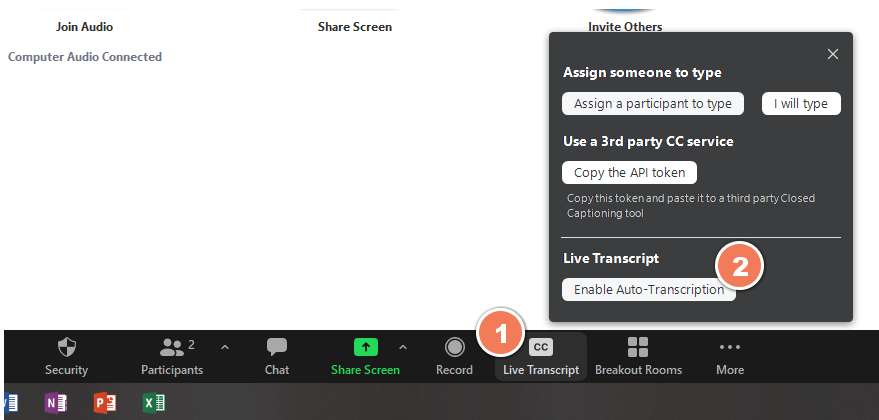 Join Audio
Share Screen
Invite Others
Computer Audio Connected
Assign someone to type
Assign a participant to type
I will type
Use a 3rd party CC service
Copy the API token
Copy this token and paste it to a third party Closed
Captioning tool
Live Transcript
2
Enable Auto-Transcription
1
2
CC
Security
Participants
Chat
Share Screen
Record
Live Transcript
Breakout Rooms
More
W
N
P
X